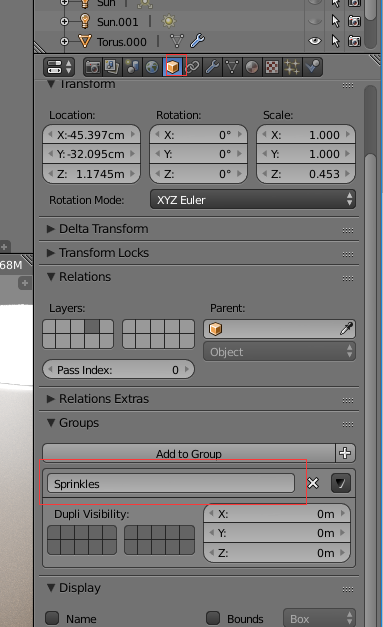 Sun
Sun.001
Torus.000
Transform
Location: Rotation: Scale:
X:-45.397cm X: 0° X: 1.000
Y:-32.095cm Y: 0° Y: 1.000
Z: 1.1745m Z: 0° Z: 0.453
Rotation Mode: XYZ Euler
Delta Transform
Transform Locks
68M
Relations
Layers: Parent:
Object
Pass Index: 0
Relations Extras
Groups
Add to Group
Sprinkles
Dupli Visibility: X: 0m
Y: 0m
Z: 0m
Display
Name Bounds Box